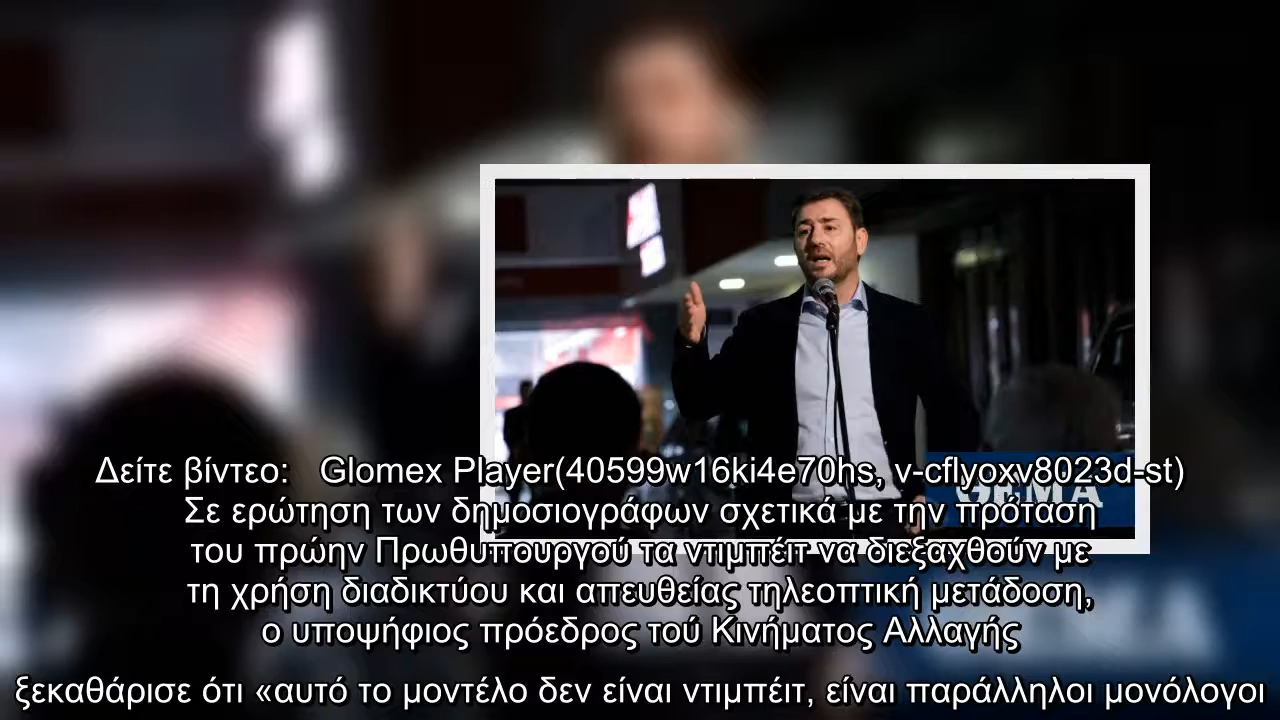 Δείτε βίντεο: Glomex Player(40599w16ki4e70hs, v-cflyoxv8023d-st)
Σε ερώτηση των δημοσιογράφων σχετικά με την πρόταση
του πρώην Πρωθυπουργού τα ντιμπέιτ να διεξαχθούν με
τη χρήση διαδικτύου και απευθείας τηλεοπτική μετάδοση,
ο υποψήφιος πρόεδρος τού Κινήματος Αλλαγής
ξεκαθάρισε ότι «αυτό το μοντέλο δεν είναι ντιμπέιτ, είναι παράλληλοι μονόλογοι